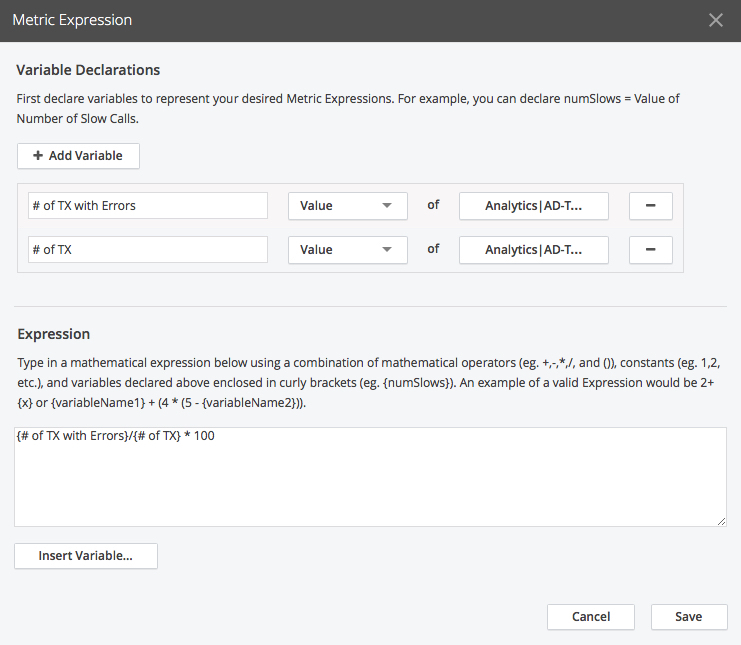 Metric Expression
Variable Declarations
First declare variables to represent your desired Metric Expressions. For example, you can declare numSlows = Value of
Number of Slow Calls.
+ Add Variable
# of TX with Errors Value of Analytics|AD-T...
# of TX Value of Analytics|AD-T...
Expression
Type in a mathematical expression below using a combination of mathematical operators (eg. +,-,*,/, and ()), constants (eg. 1,2,
etc.), and variables declared above enclosed in curly brackets (eg. {numSlows}). An example of a valid Expression would be 2+
{x} or {variableName1} + (4 * (5 - {variableName2})).
{# of TX with Errors}/{# of TX} * 100
Insert Variable...
Cancel Save